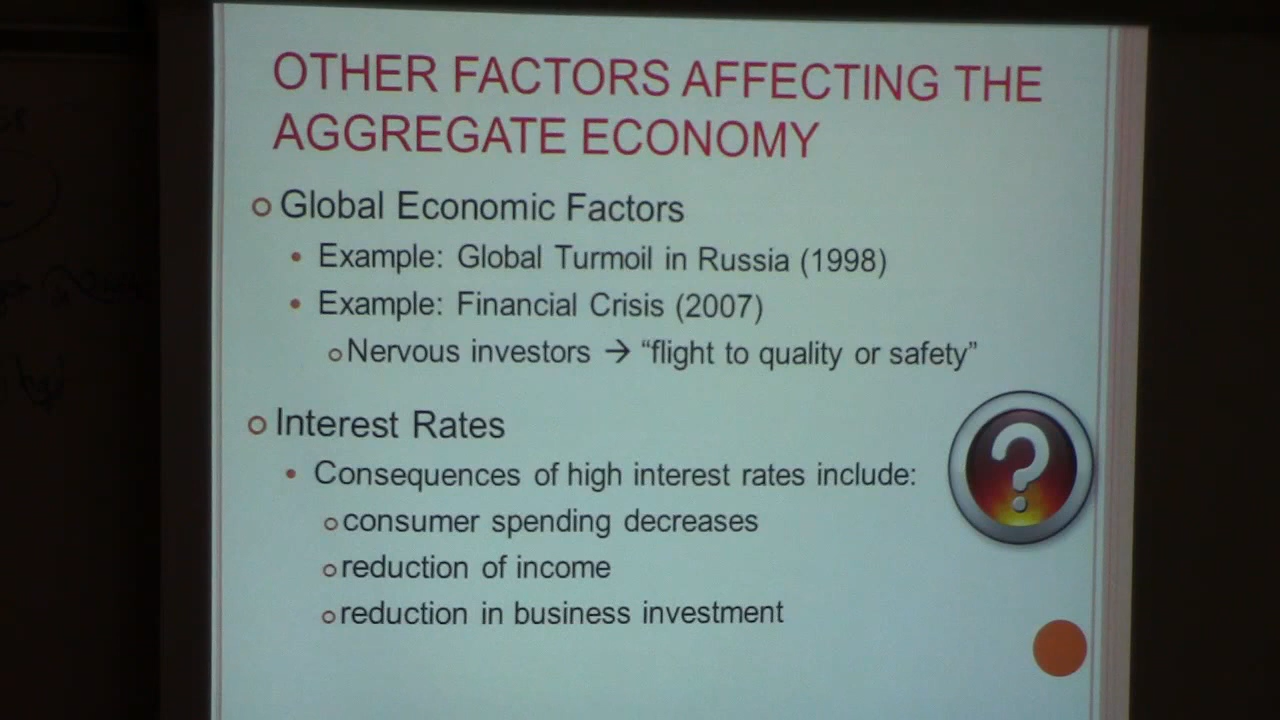 OTHER FACTORS AFFECTING THE
AGGREGATE ECONOMY
Global Economic Factors
Example: Global Turmoil in Russia (1998)
Example: Financial Crisis (2007)
Nervous investors → “flight to quality or safety”
Interest Rates
Consequences of high interest rates include:
consumer spending decreases
reduction of income
reduction in business investment
?